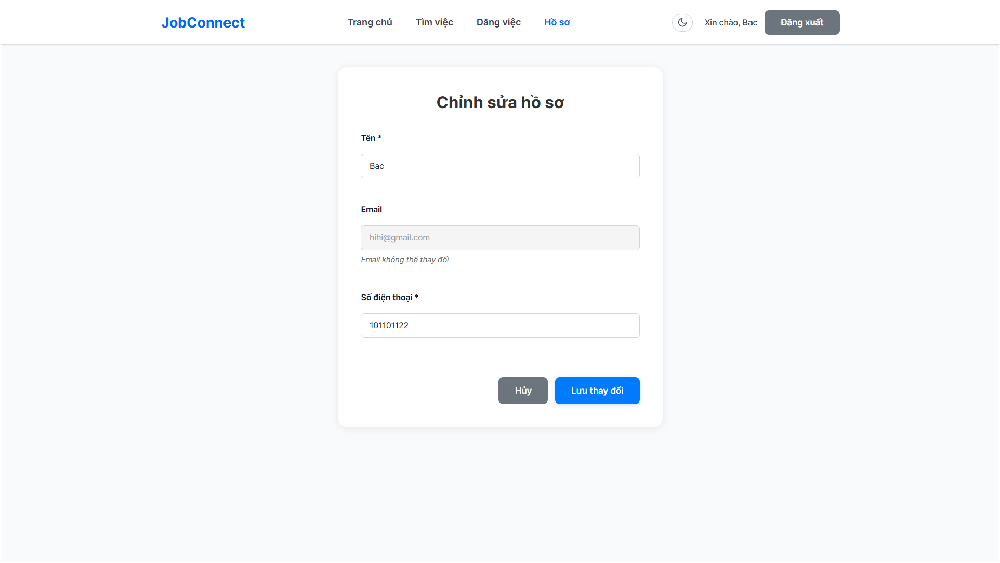 JobConnect
Trang chủ
Tìm việc
Đăng việc
Hồ sơ
Xin chào, Bac
Đăng xuất
Chỉnh sửa hồ sơ
Tên *
Bac
Email
hihi@gmail.com
Email không thể thay đổi
Số điện thoại *
101101122
Hủy
Lưu thay đổi